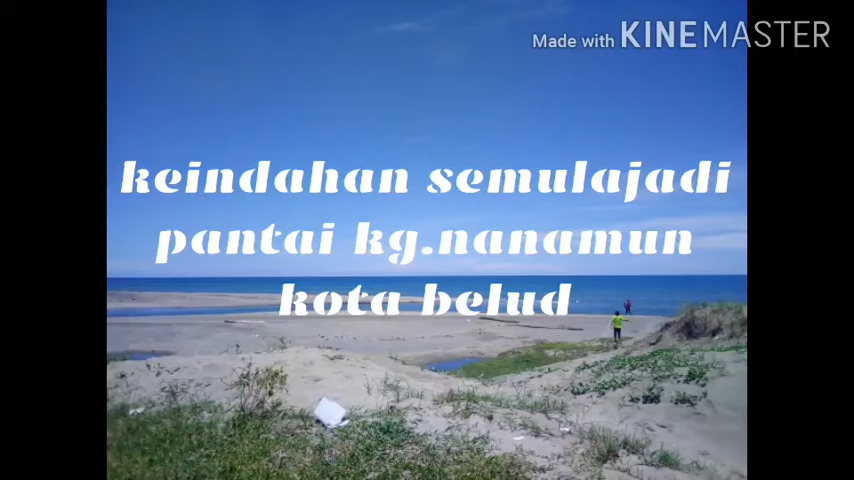 Made with KINEMASTER
keindahan semulajadi
pantai kg.nanamun
kota belud